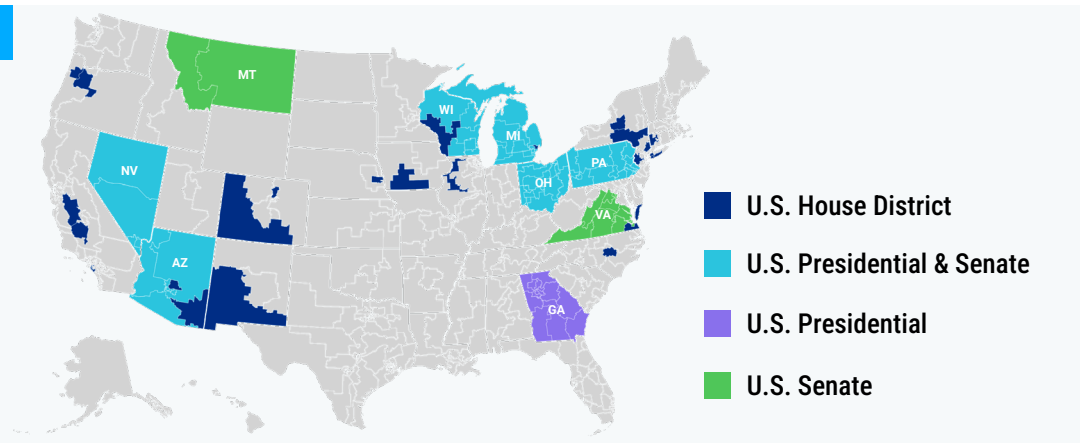 MT
WI
MI
NV
PA
OH
VA
AZ
GA
U.S. House District
U.S. Presidential & Senate
U.S. Presidential
U.S. Senate